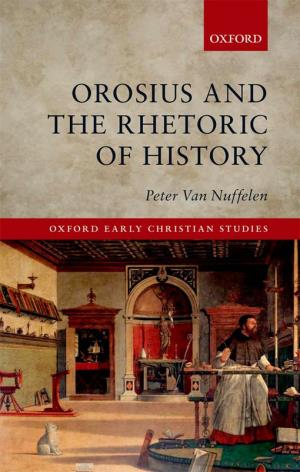 OXFORD
OROSIUS AND
THE RHETORIC
OF HISTORY
Peter Van Nuffelen
OXFORD EARLY CHRISTIAN STUDIES